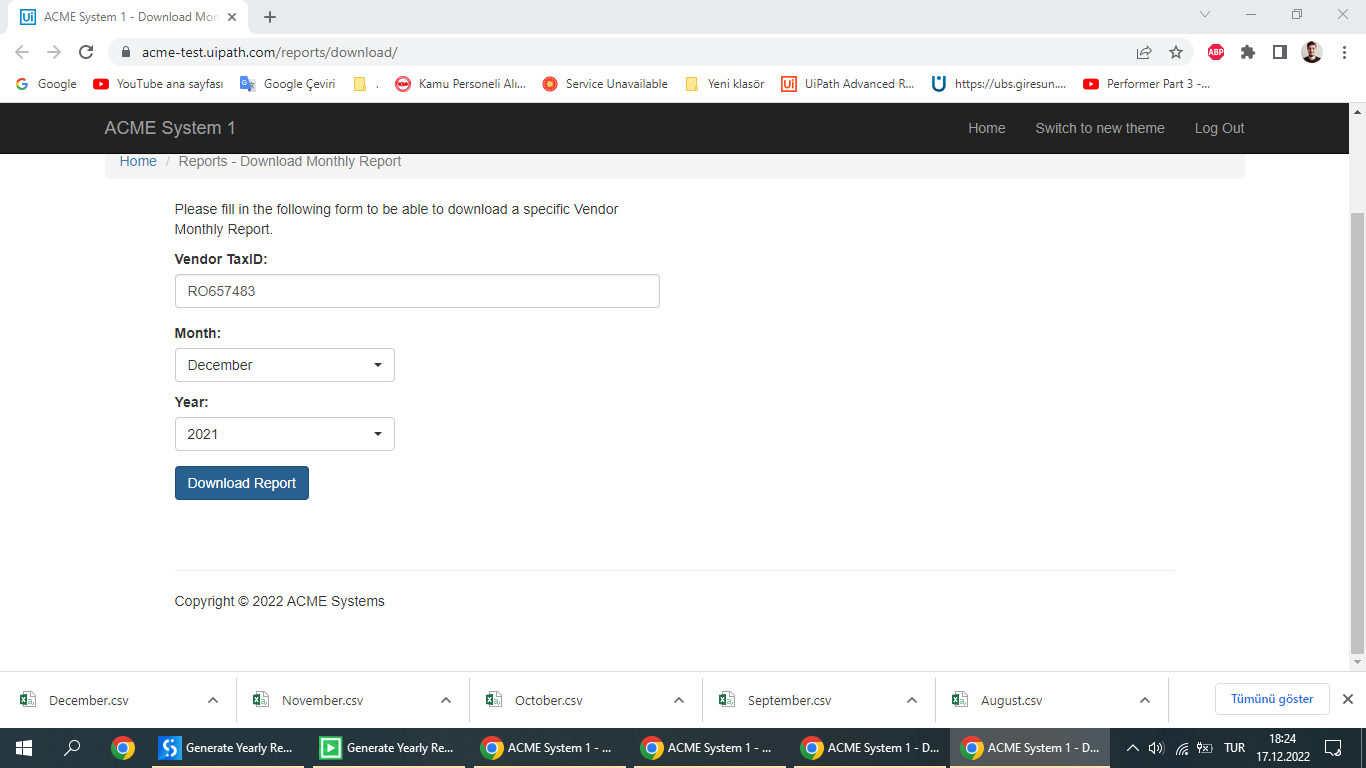 ACME System 1 - Download Mon
acme-test.uipath.com/reports/download/
ABP
Google
YouTube ana sayfası
Google Çeviri
.
Kamu Personeli Alı...
Service Unavailable
Yeni klasör
UiPath Advanced R...
https://ubs.giresun....
Performer Part 3 -...
ACME System 1
Home
Switch to new theme
Log Out
Home / Reports - Download Monthly Report
Please fill in the following form to be able to download a specific Vendor
Monthly Report.
Vendor TaxID:
RO657483
Month:
December
Year:
2021
Download Report
Copyright © 2022 ACME Systems
December.csv
November.csv
October.csv
September.csv
August.csv
Tümünü göster
Generate Yearly Re...
Generate Yearly Re...
ACME System 1 - ...
ACME System 1 - ...
ACME System 1 - D...
ACME System 1 - D...
TUR
18:24
17.12.2022